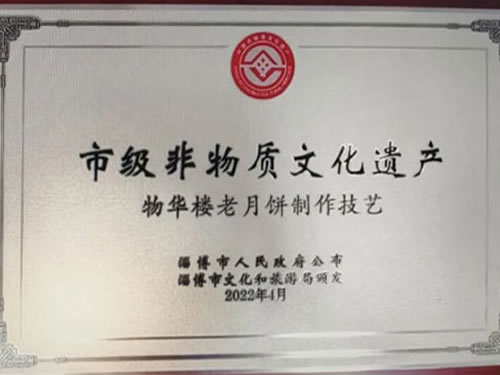 市级非物质文化遗产
物华楼老月饼制作技艺
淄博市人民政府公布
淄博市文化和旅游局颁发
2022年4月